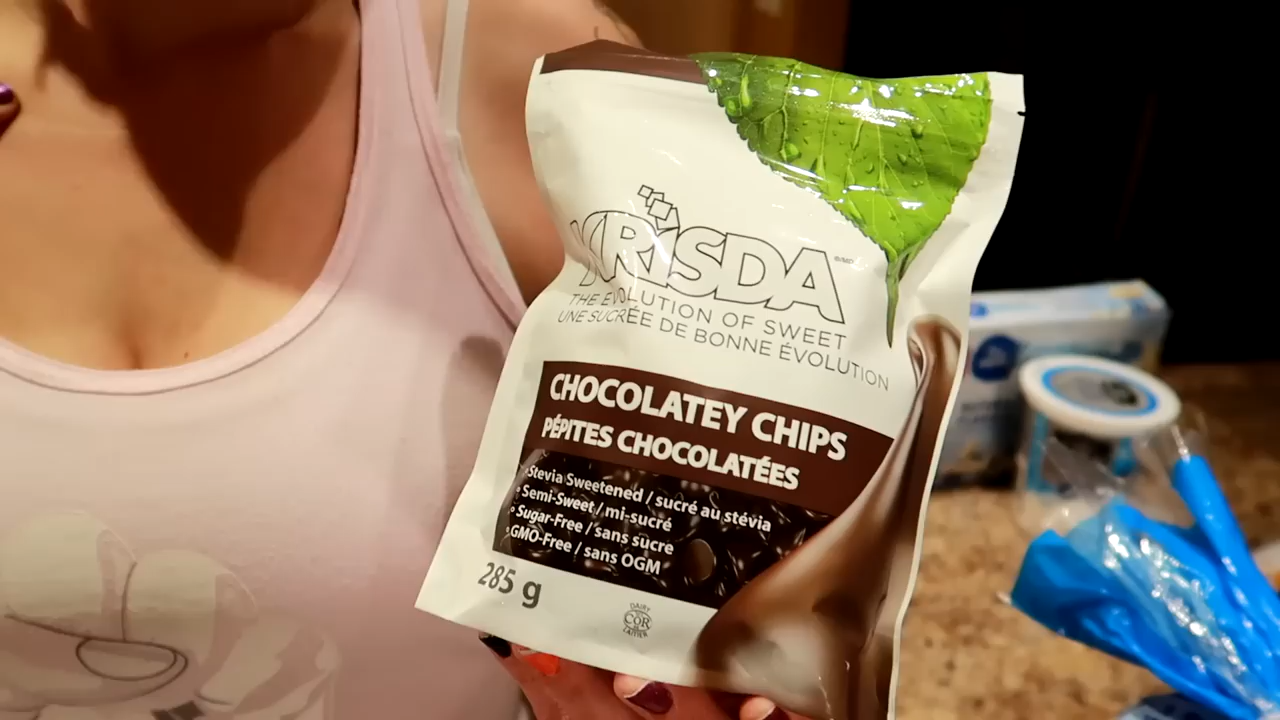 KRISDA
THE EVOLUTION OF SWEET
UNE SUCRÉE DE BONNE ÉVOLUTION
CHOCOLATEY CHIPS
PÉPITES CHOCOLATÉES
Stevia Sweetened / sucré au stévia
Semi-Sweet / mi-sucré
Sugar-Free / sans sucre
GMO-Free / sans OGM
285 g
DAIRY
COR
LAITIER